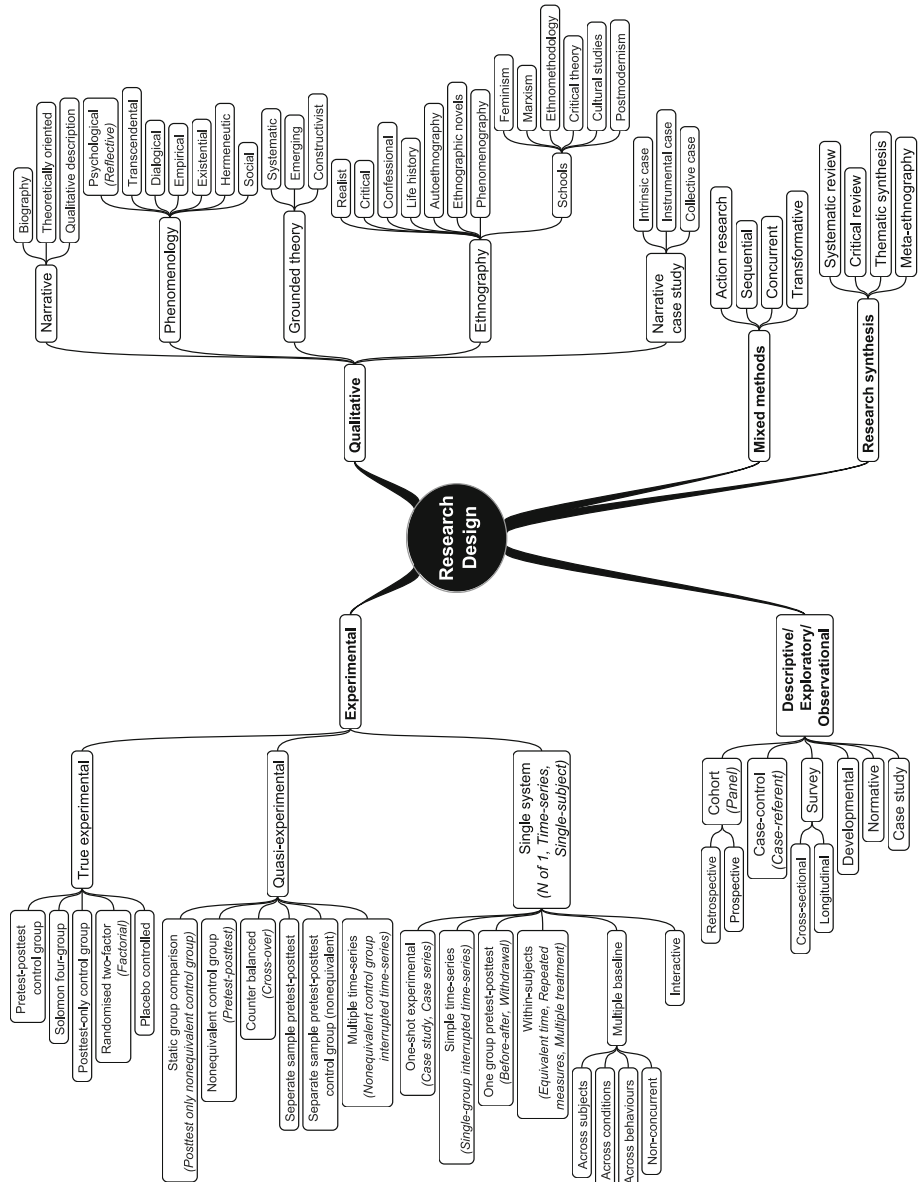 Research
Design
Experimental
True experimental
Pretest-posttest
control group
Solomon four-group
Posttest-only control group
Randomised two-factor
(Factorial)
Placebo controlled
Quasi-experimental
Static group comparison
(Posttest only nonequivalent control group)
Nonequivalent control group
(Pretest-posttest)
Counter balanced
(Cross-over)
Seperate sample pretest-posttest
Separate sample pretest-posttest
control group (nonequivalent)
Multiple time-series
(Nonequivalent control group
interrupted time-series)
Single system
(N of 1, Time-series,
Single-subject)
One-shot experimental
(Case study, Case series)
Simple time-series
(Single-group interrupted time-series)
One group pretest-posttest
(Before-after, Withdrawal)
Within-subjects
(Equivalent time, Repeated
measures, Multiple treatment)
Multiple baseline
Across subjects
Across conditions
Across behaviours
Non-concurrent
Interactive
Descriptive/
Exploratory/
Observational
Cohort
(Panel)
Retrospective
Prospective
Case-control
(Case-referent)
Survey
Cross-sectional
Longitudinal
Developmental
Normative
Case study
Qualitative
Narrative
Biography
Theoretically oriented
Qualitative description
Phenomenology
Psychological
(Reflective)
Transcendental
Dialogical
Empirical
Existential
Hermeneutic
Social
Grounded theory
Systematic
Emerging
Constructivist
Ethnography
Realist
Critical
Confessional
Life history
Autoethnography
Ethnographic novels
Phenomenography
Schools
Feminism
Marxism
Ethnomethodology
Critical theory
Cultural studies
Postmodernism
Narrative
case study
Intrinsic case
Instrumental case
Collective case
Mixed methods
Action research
Sequential
Concurrent
Transformative
Research synthesis
Systematic review
Critical review
Thematic synthesis
Meta-ethnography